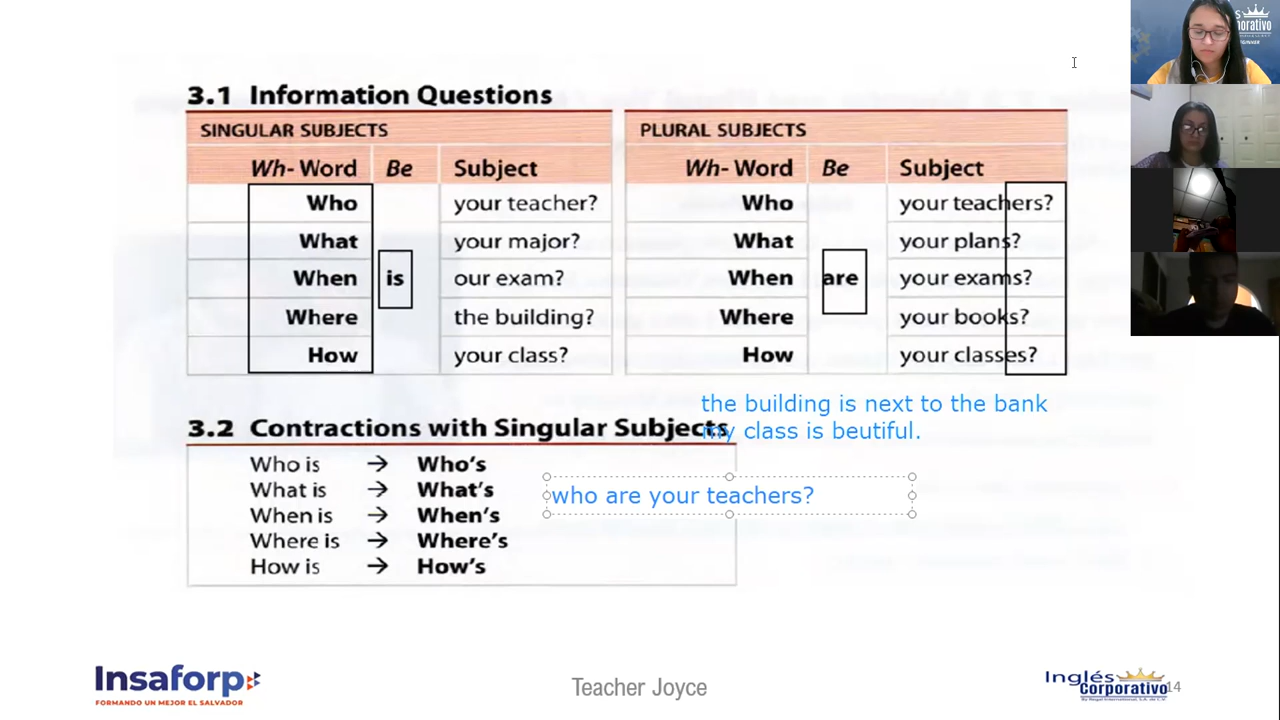 3.1 Information Questions
SINGULAR SUBJECTS
Wh- Word Be Subject
Who your teacher?
What your major?
When is our exam?
Where the building?
How your class?
PLURAL SUBJECTS
Wh- Word Be Subject
Who your teachers?
What your plans?
When are your exams?
Where your books?
How your classes?
the building is next to the bank
my class is beutiful.
3.2 Contractions with Singular Subjects
Who is → Who's
What is → What's
When is → When's
Where is → Where's
How is → How's
who are your teachers?
Insaforp
FORMANDO UN MEJOR EL SALVADOR
Teacher Joyce
Inglés
Corporativo
14